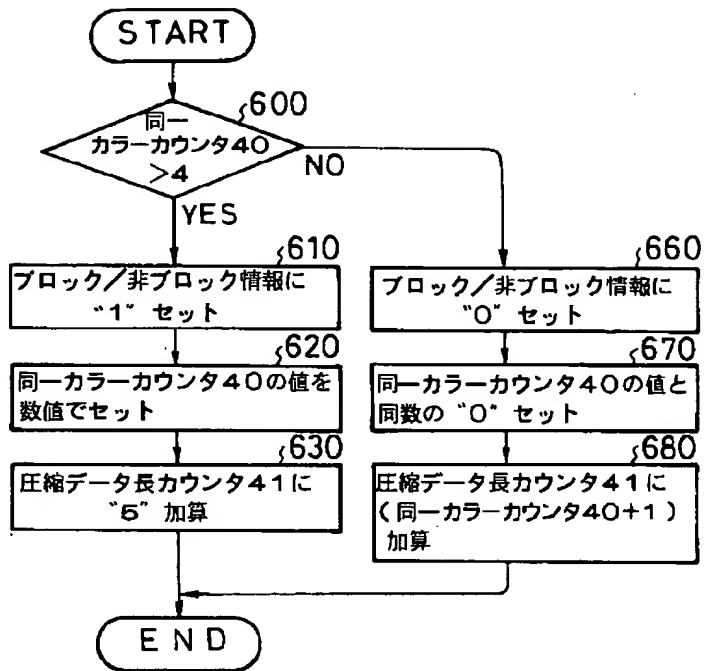 START
600
同一
カラーカウンタ40
>4
NO
YES
610
ブロック/非ブロック情報に
"1" セット
620
同一カラーカウンタ40の値を
数値でセット
630
圧縮データ長カウンタ41に
"5" 加算
660
ブロック/非ブロック情報に
"0" セット
670
同一カラーカウンタ40の値と
同数の "0" セット
680
圧縮データ長カウンタ41に
(同一カラーカウンタ40+1)
加算
END